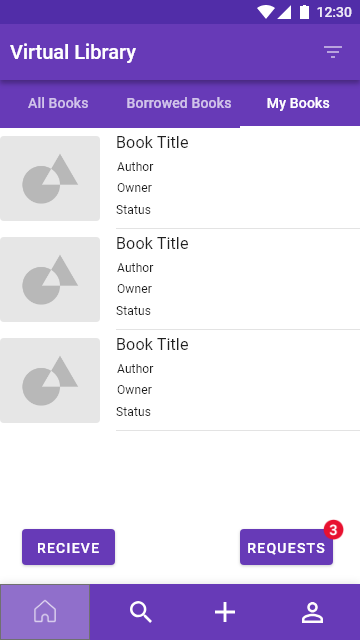 12:30
Virtual Library
All Books Borrowed Books My Books
Book Title
Author
Owner
Status
Book Title
Author
Owner
Status
Book Title
Author
Owner
Status
3
RECIEVE REQUESTS